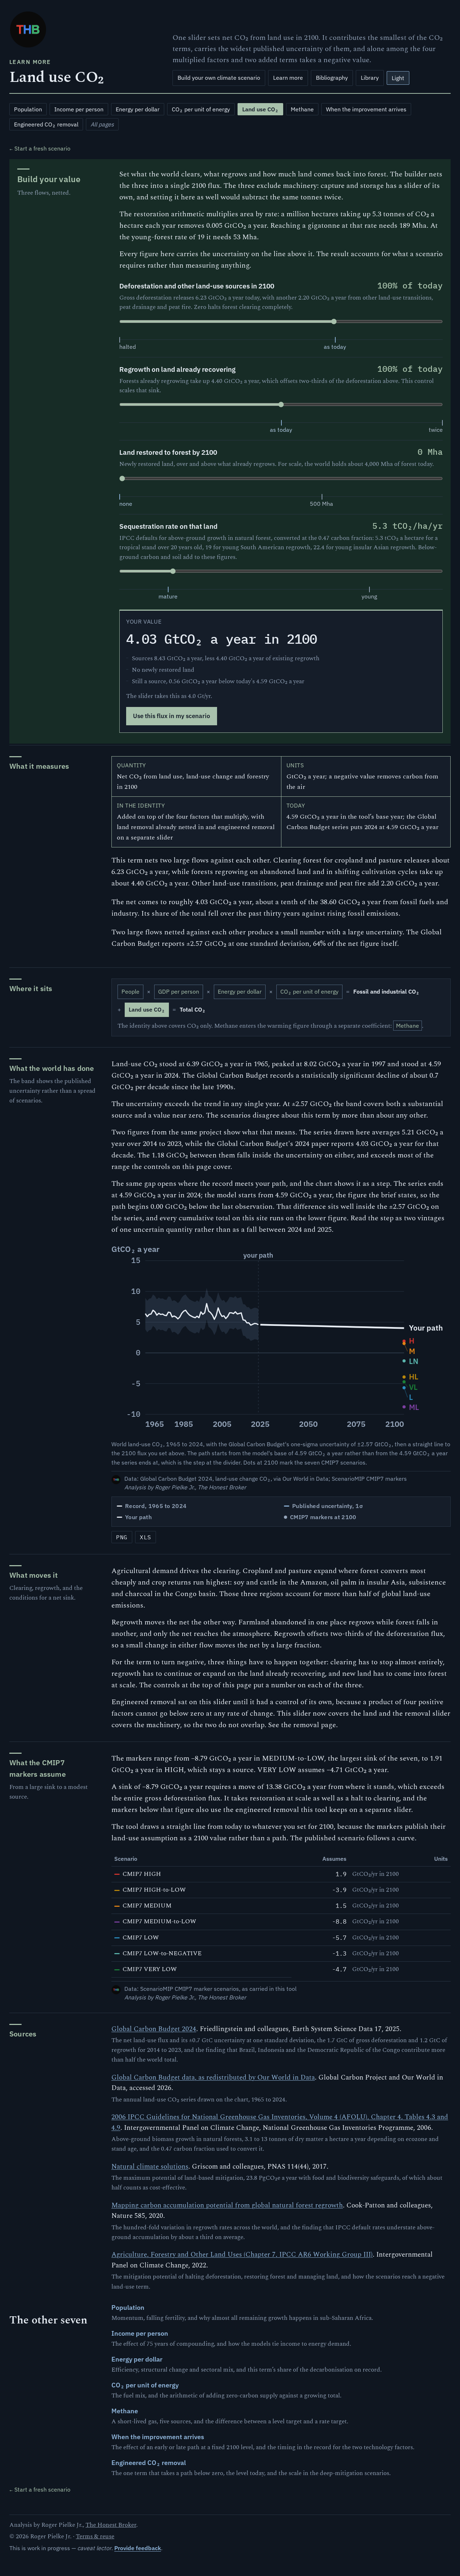 THB
LEARN MORE
Land use CO₂
One slider sets net CO₂ from land use in 2100. It contributes the smallest of the CO₂
terms, carries the widest published uncertainty of them, and alone among the four
multiplied factors and two added terms takes a negative value.
Build your own climate scenario
Learn more
Bibliography
Library
Light
Population
Income per person
Energy per dollar
CO₂ per unit of energy
Land use CO₂
Methane
When the improvement arrives
Engineered CO₂ removal
All pages
← Start a fresh scenario
Build your value
Three flows, netted.
Set what the world clears, what regrows and how much land comes back into forest. The builder nets
the three into a single 2100 flux. The three exclude machinery: capture and storage has a slider of its
own, and setting it here as well would subtract the same tonnes twice.
The restoration arithmetic multiplies area by rate: a million hectares taking up 5.3 tonnes of CO₂ a
hectare each year removes 0.005 GtCO₂ a year. Reaching a gigatonne at that rate needs 189 Mha. At
the young-forest rate of 19 it needs 53 Mha.
Every figure here carries the uncertainty on the line above it. The result accounts for what a scenario
requires rather than measuring anything.
Deforestation and other land-use sources in 2100
100% of today
Gross deforestation releases 6.23 GtCO₂ a year today, with another 2.20 GtCO₂ a year from other land-use transitions,
peat drainage and peat fire. Zero halts forest clearing completely.
halted
as today
Regrowth on land already recovering
100% of today
Forests already regrowing take up 4.40 GtCO₂ a year, which offsets two-thirds of the deforestation above. This control
scales that sink.
as today
twice
Land restored to forest by 2100
0 Mha
Newly restored land, over and above what already regrows. For scale, the world holds about 4,000 Mha of forest today.
none
500 Mha
Sequestration rate on that land
5.3 tCO₂/ha/yr
IPCC defaults for above-ground growth in natural forest, converted at the 0.47 carbon fraction: 5.3 tCO₂ a hectare for a
tropical stand over 20 years old, 19 for young South American regrowth, 22.4 for young insular Asian regrowth. Below-
ground carbon and soil add to these figures.
mature
young
YOUR VALUE
4.03 GtCO₂ a year in 2100
Sources 8.43 GtCO₂ a year, less 4.40 GtCO₂ a year of existing regrowth
No newly restored land
Still a source, 0.56 GtCO₂ a year below today's 4.59 GtCO₂ a year
The slider takes this as 4.0 Gt/yr.
Use this flux in my scenario
What it measures
QUANTITY
Net CO₂ from land use, land-use change and forestry
in 2100
UNITS
GtCO₂ a year; a negative value removes carbon from
the air
IN THE IDENTITY
Added on top of the four factors that multiply, with
land removal already netted in and engineered removal
on a separate slider
TODAY
4.59 GtCO₂ a year in the tool's base year; the Global
Carbon Budget series puts 2024 at 4.59 GtCO₂ a year
This term nets two large flows against each other. Clearing forest for cropland and pasture releases about
6.23 GtCO₂ a year, while forests regrowing on abandoned land and in shifting cultivation cycles take up
about 4.40 GtCO₂ a year. Other land-use transitions, peat drainage and peat fire add 2.20 GtCO₂ a year.
The net comes to roughly 4.03 GtCO₂ a year, about a tenth of the 38.60 GtCO₂ a year from fossil fuels and
industry. Its share of the total fell over the past thirty years against rising fossil emissions.
Two large flows netted against each other produce a small number with a large uncertainty. The Global
Carbon Budget reports ±2.57 GtCO₂ at one standard deviation, 64% of the net figure itself.
Where it sits
People × GDP per person × Energy per dollar × CO₂ per unit of energy = Fossil and industrial CO₂
+ Land use CO₂ = Total CO₂
The identity above covers CO₂ only. Methane enters the warming figure through a separate coefficient: Methane.
What the world has done
The band shows the published
uncertainty rather than a spread
of scenarios.
Land-use CO₂ stood at 6.39 GtCO₂ a year in 1965, peaked at 8.02 GtCO₂ a year in 1997 and stood at 4.59
GtCO₂ a year in 2024. The Global Carbon Budget records a statistically significant decline of about 0.7
GtCO₂ per decade since the late 1990s.
The uncertainty exceeds the trend in any single year. At ±2.57 GtCO₂ the band covers both a substantial
source and a value near zero. The scenarios disagree about this term by more than about any other.
Two figures from the same project show what that means. The series drawn here averages 5.21 GtCO₂ a
year over 2014 to 2023, while the Global Carbon Budget's 2024 paper reports 4.03 GtCO₂ a year for that
decade. The 1.18 GtCO₂ between them falls inside the uncertainty on either, and exceeds most of the
changes the controls on this page cover.
The same gap opens where the record meets your path, and the chart shows it as a step. The series ends
at 4.59 GtCO₂ a year in 2024; the model starts from 4.59 GtCO₂ a year, the figure the brief states, so the
path begins 0.00 GtCO₂ below the last observation. That difference sits well inside the ±2.57 GtCO₂ on
the series, and every cumulative total on this site runs on the lower figure. Read the step as two vintages
of one uncertain quantity rather than as a fall between 2024 and 2025.
GtCO₂ a year
your path
15
10
5
0
-5
-10
1965
1985
2005
2025
2050
2075
2100
Your path
H
M
LN
HL
VL
L
ML
World land-use CO₂, 1965 to 2024, with the Global Carbon Budget's one-sigma uncertainty of ±2.57 GtCO₂, then a straight line to
the 2100 flux you set above. The path starts from the model's base of 4.59 GtCO₂ a year rather than from the 4.59 GtCO₂ a year
the series ends at, which is the step at the divider. Dots at 2100 mark the seven CMIP7 scenarios.
Data: Global Carbon Budget 2024, land-use change CO₂, via Our World in Data; ScenarioMIP CMIP7 markers
Analysis by Roger Pielke Jr., The Honest Broker
Record, 1965 to 2024
Published uncertainty, 1σ
Your path
CMIP7 markers at 2100
PNG
XLS
What moves it
Clearing, regrowth, and the
conditions for a net sink.
Agricultural demand drives the clearing. Cropland and pasture expand where forest converts most
cheaply and crop returns run highest: soy and cattle in the Amazon, oil palm in insular Asia, subsistence
and charcoal in the Congo basin. Those three regions account for more than half of global land-use
emissions.
Regrowth moves the net the other way. Farmland abandoned in one place regrows while forest falls in
another, and only the net reaches the atmosphere. Regrowth offsets two-thirds of the deforestation flux,
so a small change in either flow moves the net by a large fraction.
For the term to turn negative, three things have to happen together: clearing has to stop almost entirely,
regrowth has to continue or expand on the land already recovering, and new land has to come into forest
at scale. The controls at the top of this page put a number on each of the three.
Engineered removal sat on this slider until it had a control of its own, because a product of four positive
factors cannot go below zero at any rate of change. This slider now covers the land and the removal slider
covers the machinery, so the two do not overlap. See the removal page.
What the CMIP7
markers assume
From a large sink to a modest
source.
The markers range from −8.79 GtCO₂ a year in MEDIUM-to-LOW, the largest sink of the seven, to 1.91
GtCO₂ a year in HIGH, which stays a source. VERY LOW assumes −4.71 GtCO₂ a year.
A sink of −8.79 GtCO₂ a year requires a move of 13.38 GtCO₂ a year from where it stands, which exceeds
the entire gross deforestation flux. It takes restoration at scale as well as a halt to clearing, and the
markers below that figure also use the engineered removal this tool keeps on a separate slider.
The tool draws a straight line from today to whatever you set for 2100, because the markers publish their
land-use assumption as a 2100 value rather than a path. The published scenario follows a curve.
Scenario
Assumes
Units
CMIP7 HIGH 1.9 GtCO₂/yr in 2100
CMIP7 HIGH-to-LOW -3.9 GtCO₂/yr in 2100
CMIP7 MEDIUM 1.5 GtCO₂/yr in 2100
CMIP7 MEDIUM-to-LOW -8.8 GtCO₂/yr in 2100
CMIP7 LOW -5.7 GtCO₂/yr in 2100
CMIP7 LOW-to-NEGATIVE -1.3 GtCO₂/yr in 2100
CMIP7 VERY LOW -4.7 GtCO₂/yr in 2100
Data: ScenarioMIP CMIP7 marker scenarios, as carried in this tool
Analysis by Roger Pielke Jr., The Honest Broker
Sources
Global Carbon Budget 2024. Friedlingstein and colleagues, Earth System Science Data 17, 2025.
The net land-use flux and its ±0.7 GtC uncertainty at one standard deviation, the 1.7 GtC of gross deforestation and 1.2 GtC of
regrowth for 2014 to 2023, and the finding that Brazil, Indonesia and the Democratic Republic of the Congo contribute more
than half the world total.
Global Carbon Budget data, as redistributed by Our World in Data. Global Carbon Project and Our World in
Data, accessed 2026.
The annual land-use CO₂ series drawn on the chart, 1965 to 2024.
2006 IPCC Guidelines for National Greenhouse Gas Inventories, Volume 4 (AFOLU), Chapter 4, Tables 4.3 and
4.9. Intergovernmental Panel on Climate Change, National Greenhouse Gas Inventories Programme, 2006.
Above-ground biomass growth in natural forests, 3.1 to 13 tonnes of dry matter a hectare a year depending on ecozone and
stand age, and the 0.47 carbon fraction used to convert it.
Natural climate solutions. Griscom and colleagues, PNAS 114(44), 2017.
The maximum potential of land-based mitigation, 23.8 PgCO₂e a year with food and biodiversity safeguards, of which about
half counts as cost-effective.
Mapping carbon accumulation potential from global natural forest regrowth. Cook-Patton and colleagues,
Nature 585, 2020.
The hundred-fold variation in regrowth rates across the world, and the finding that IPCC default rates understate above-
ground accumulation by about a third on average.
Agriculture, Forestry and Other Land Uses (Chapter 7, IPCC AR6 Working Group III). Intergovernmental
Panel on Climate Change, 2022.
The mitigation potential of halting deforestation, restoring forest and managing land, and how the scenarios reach a negative
land-use term.
The other seven
Population
Momentum, falling fertility, and why almost all remaining growth happens in sub-Saharan Africa.
Income per person
The effect of 75 years of compounding, and how the models tie income to energy demand.
Energy per dollar
Efficiency, structural change and sectoral mix, and this term's share of the decarbonisation on record.
CO₂ per unit of energy
The fuel mix, and the arithmetic of adding zero-carbon supply against a growing total.
Methane
A short-lived gas, five sources, and the difference between a level target and a rate target.
When the improvement arrives
The effect of an early or late path at a fixed 2100 level, and the timing in the record for the two technology factors.
Engineered CO₂ removal
The one term that takes a path below zero, the level today, and the scale in the deep-mitigation scenarios.
← Start a fresh scenario
Analysis by Roger Pielke Jr., The Honest Broker.
© 2026 Roger Pielke Jr. · Terms & reuse
This is work in progress — caveat lector. Provide feedback.